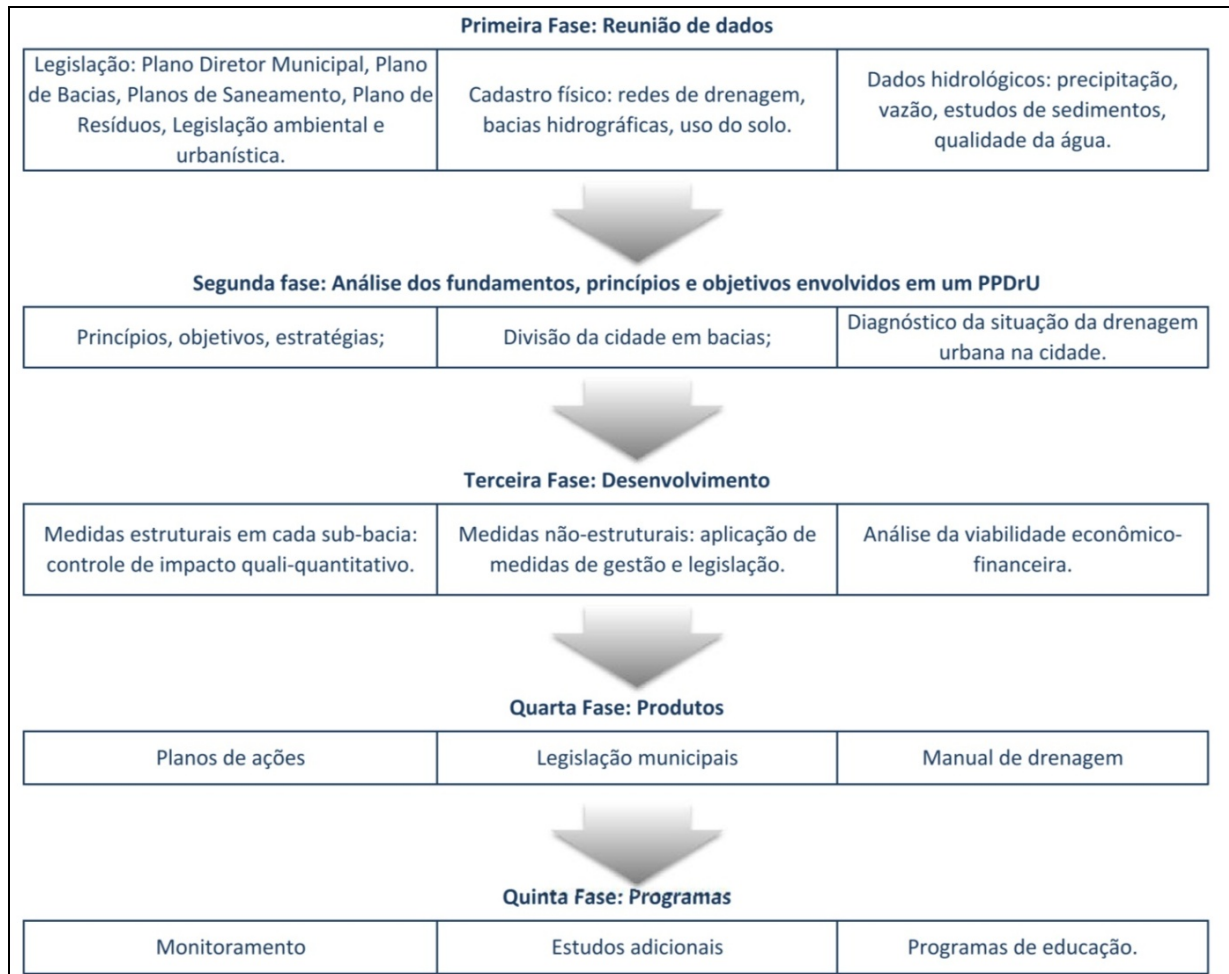 Primeira Fase: Reunião de dados
Legislação: Plano Diretor Municipal, Plano
de Bacias, Planos de Saneamento, Plano de
Resíduos, Legislação ambiental e
urbanística.
Cadastro físico: redes de drenagem,
bacias hidrográficas, uso do solo.
Dados hidrológicos: precipitação,
vazão, estudos de sedimentos,
qualidade da água.
Segunda fase: Análise dos fundamentos, princípios e objetivos envolvidos em um PPDrU
Princípios, objetivos, estratégias;
Divisão da cidade em bacias;
Diagnóstico da situação da drenagem
urbana na cidade.
Terceira Fase: Desenvolvimento
Medidas estruturais em cada sub-bacia:
controle de impacto quali-quantitativo.
Medidas não-estruturais: aplicação de
medidas de gestão e legislação.
Análise da viabilidade econômico-
financeira.
Quarta Fase: Produtos
Planos de ações
Legislação municipais
Manual de drenagem
Quinta Fase: Programas
Monitoramento
Estudos adicionais
Programas de educação.